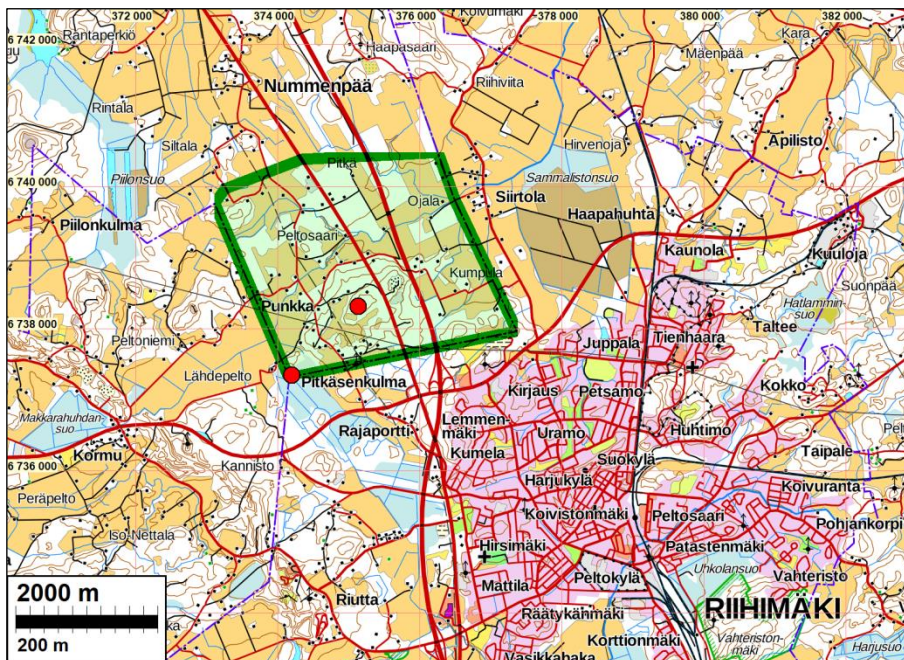 372 000
374 000
376 000
378 000
380 000
382 000
Koivumäki
Rantaperkiö
Kara
6 742 000
Haapasaari
Mäenpää
Nummenpää
Riihiviita
Rintala
Siltala
Hirvenoja
Apilisto
Pitkä
Piilonsuo
Sammalistonsuo
6 740 000
Siirtola
Ojala
Haapahuhta
Piilonkulma
Peltosaari
Kaunola
Kuuloja
Kumpula
Suonpää
Punkka
Hatlammin-
suo
6 738 000
Taltee
Peltoniemi
Juppala
Tienhaara
Lähdepelto
Pitkäsenkulma
Kirjaus
Petsamo
Kokko
Makkarahuhdan-
suo
Rajaportti
Lemmen-
mäki
Uramo
Huhtimo
Kormu
Kumela
Taipale
6 736 000
Kannisto
Suokylä
Harjukylä
Koivuranta
Peräpelto
Koivistonmäki
Peltosaari
Pohjankorpi
Iso-Nettala
Hirsimäki
Patastenmäki
Uhkolansuo
Vahteristo
2000 m
Mattila
Peltokylä
Riutta
Räätykänmäki
RIIHIMÄKI
200 m
Korttionmäki
Vahteriston-
mäki
Harjusuo
Vasikkahaka